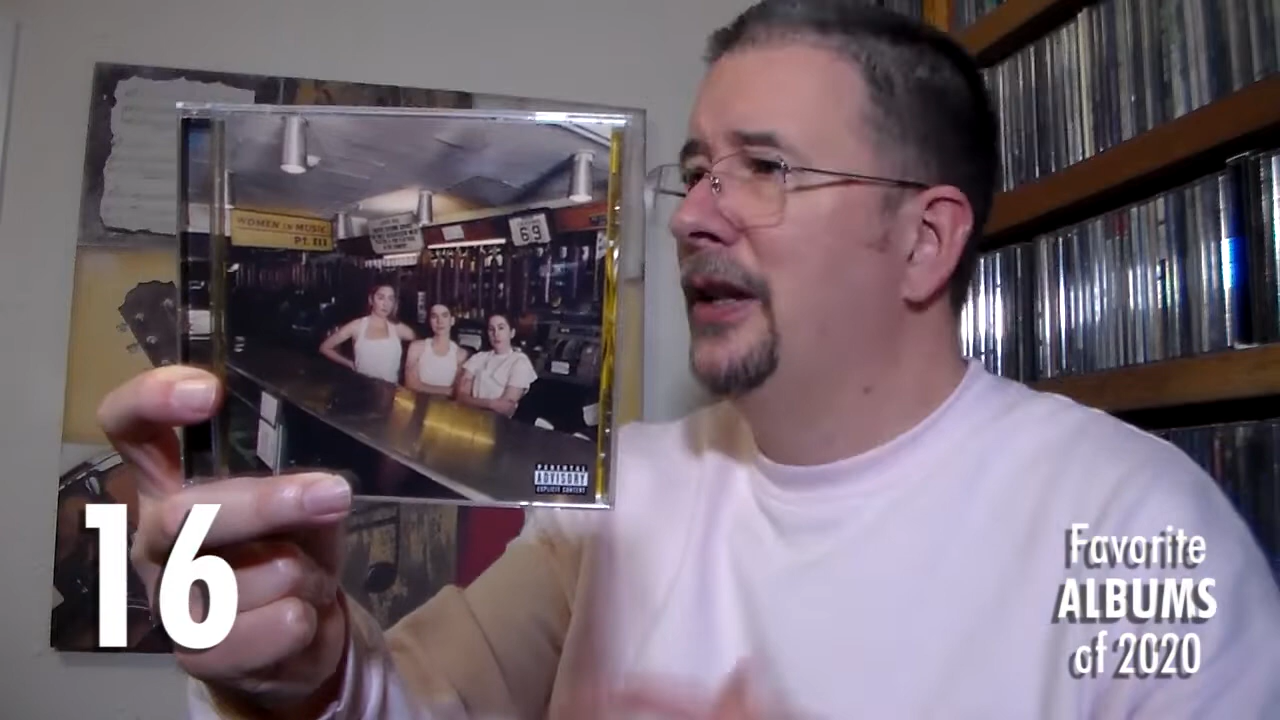 WOMEN IN MUSIC
PT. III
69
PARENTAL
ADVISORY
EXPLICIT CONTENT
16
Favorite
ALBUMS
of 2020